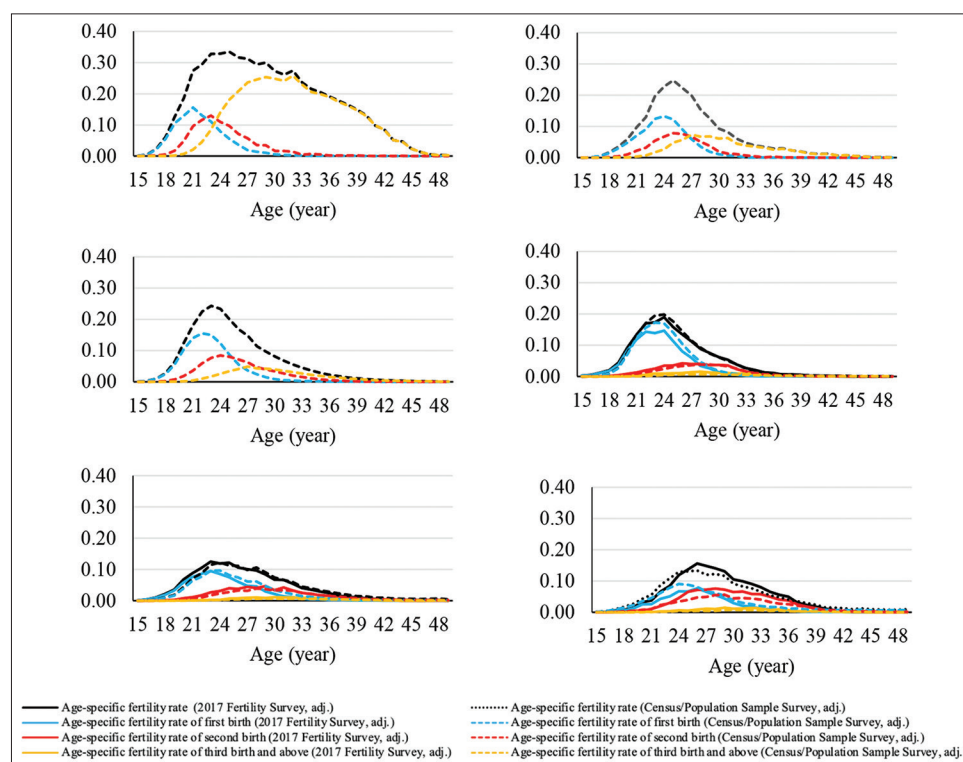 0.40
0.30
0.20
0.10
0.00
15 18 21 24 27 30 33 36 39 42 45 48
Age (year)
0.40
0.30
0.20
0.10
0.00
15 18 21 24 27 30 33 36 39 42 45 48
Age (year)
0.40
0.30
0.20
0.10
0.00
15 18 21 24 27 30 33 36 39 42 45 48
Age (year)
0.40
0.30
0.20
0.10
0.00
15 18 21 24 27 30 33 36 39 42 45 48
Age (year)
0.40
0.30
0.20
0.10
0.00
15 18 21 24 27 30 33 36 39 42 45 48
Age (year)
0.40
0.30
0.20
0.10
0.00
15 18 21 24 27 30 33 36 39 42 45 48
Age (year)
Age-specific fertility rate (2017 Fertility Survey, adj.)
Age-specific fertility rate of first birth (2017 Fertility Survey, adj.)
Age-specific fertility rate of second birth (2017 Fertility Survey, adj.)
Age-specific fertility rate of third birth and above (2017 Fertility Survey, adj.)
Age-specific fertility rate (Census/Population Sample Survey, adj.)
Age-specific fertility rate of first birth (Census/Population Sample Survey, adj.)
Age-specific fertility rate of second birth (Census/Population Sample Survey, adj.)
Age-specific fertility rate of third birth and above (Census/Population Sample Survey, adj.